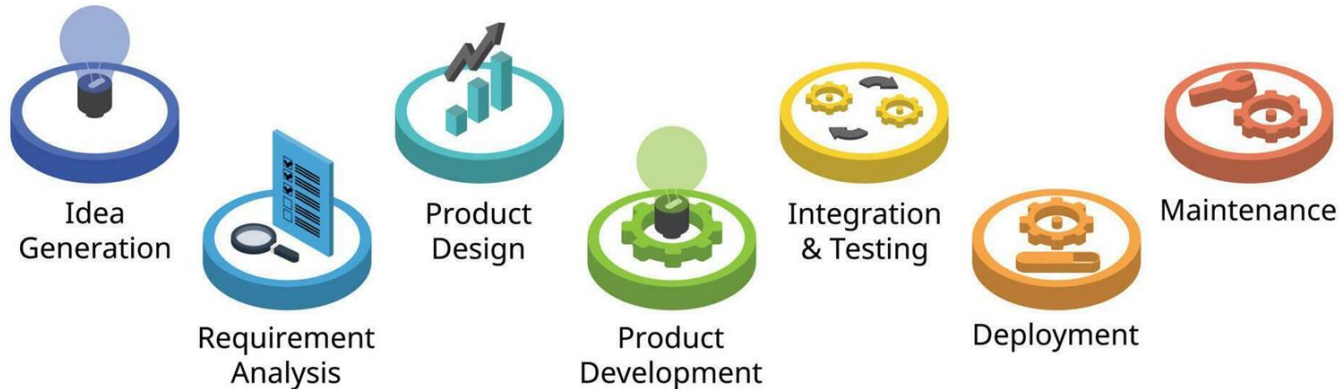 Idea
Generation
Requirement
Analysis
Product
Design
Product
Development
Integration
& Testing
Deployment
Maintenance